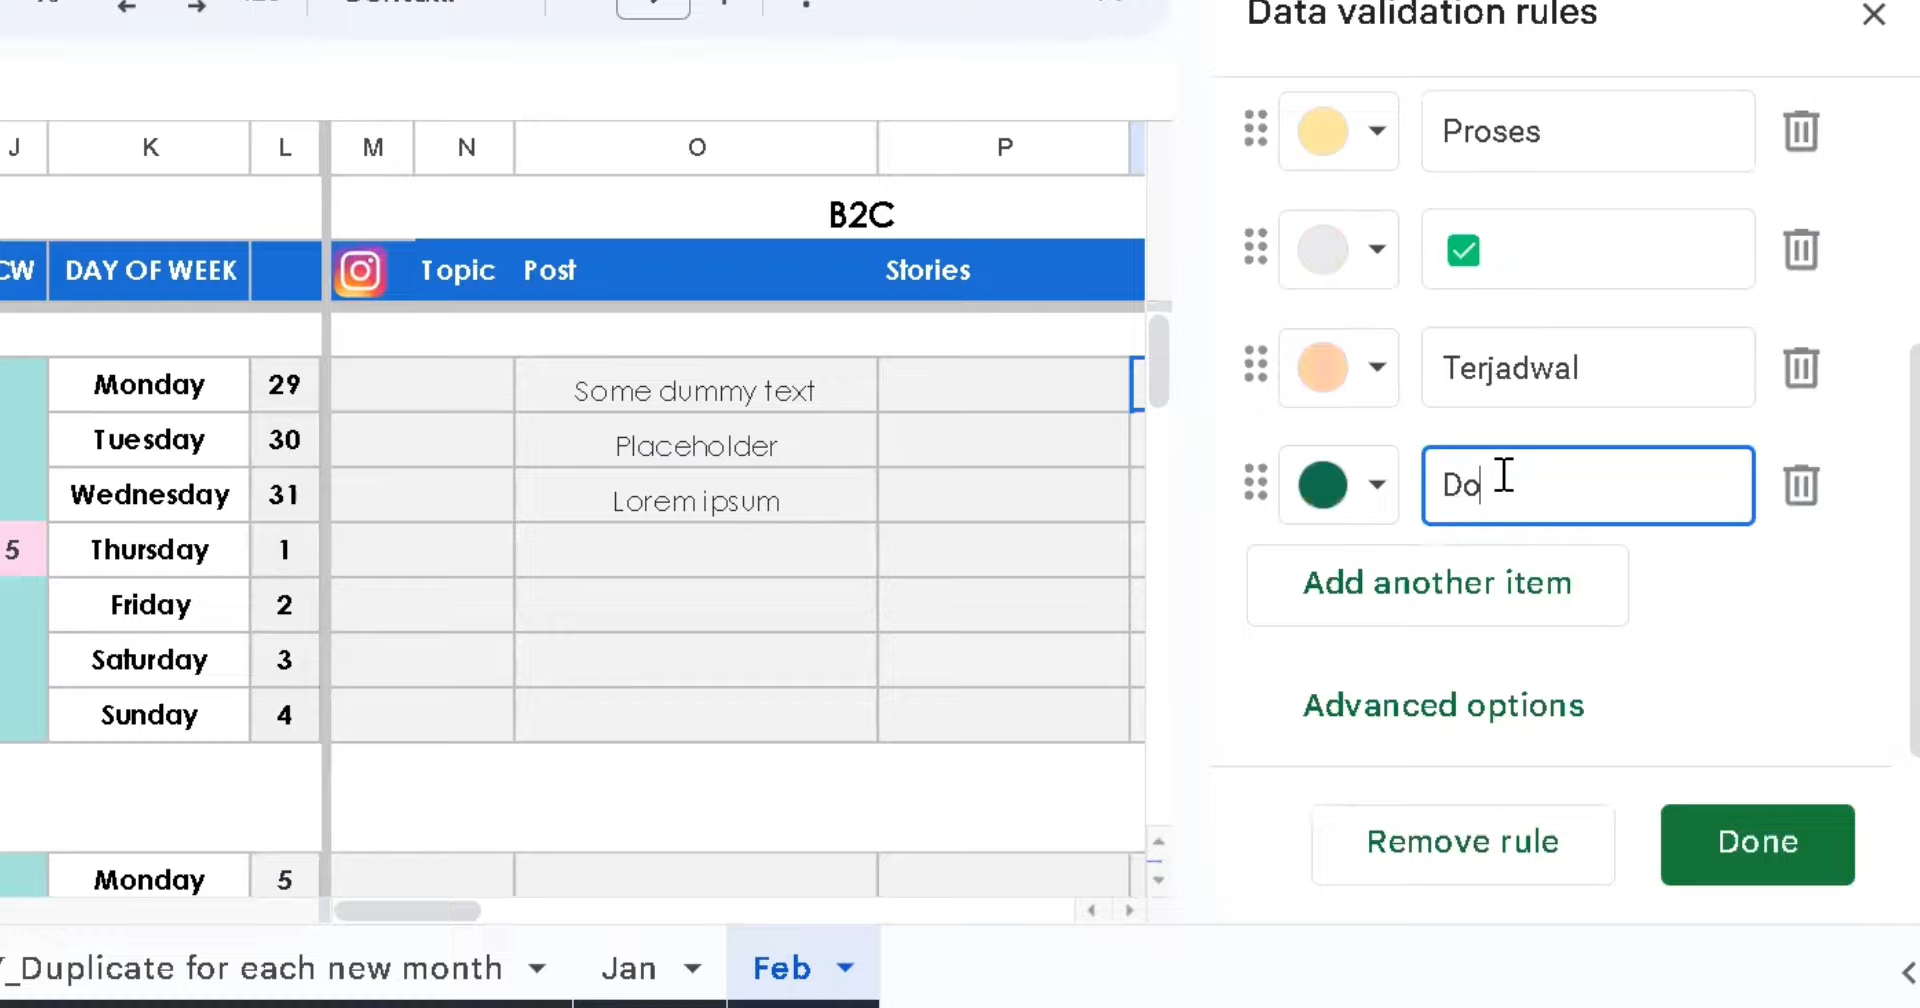 Data validation rules
J K L M N O P
B2C
CW DAY OF WEEK Topic Post Stories
Monday 29 Some dummy text
Tuesday 30 Placeholder
Wednesday 31 Lorem ipsum
5 Thursday 1
Friday 2
Saturday 3
Sunday 4
Monday 5
Proses
Terjadwal
Do
Add another item
Advanced options
Remove rule Done
_Duplicate for each new month Jan Feb